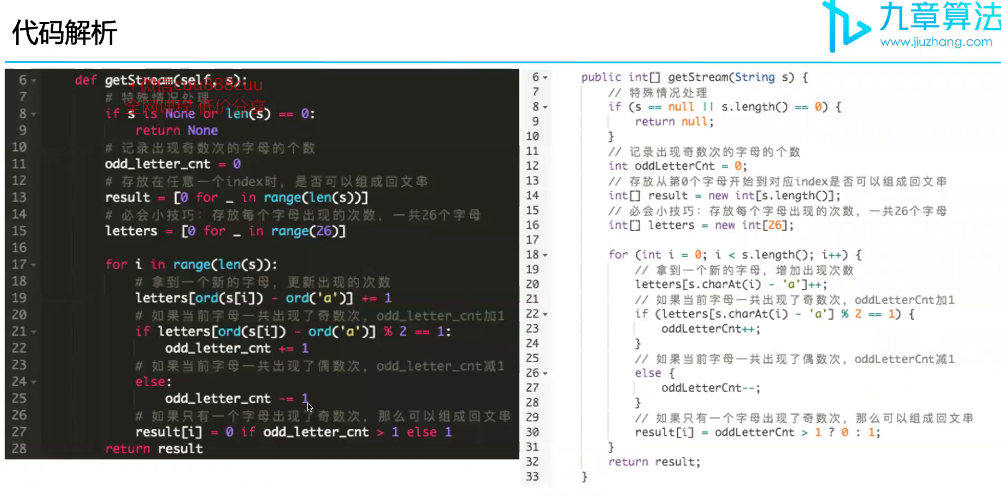 代码解析
九章算法
www.jiuzhang.com
6 def getStream(self, s):
7 # 特殊情况处理
8 if s is None or len(s) == 0:
9 return None
10 # 记录出现奇数次的字母的个数
11 odd_letter_cnt = 0
12 # 存放在任意一个index时，是否可以组成回文串
13 result = [0 for _ in range(len(s))]
14 # 必会小技巧：存放每个字母出现的次数，一共26个字母
15 letters = [0 for _ in range(26)]
16
17 for i in range(len(s)):
18 # 拿到一个新的字母，更新出现的次数
19 letters[ord(s[i]) - ord('a')] += 1
20 # 如果当前字母一共出现了奇数次，odd_letter_cnt加1
21 if letters[ord(s[i]) - ord('a')] % 2 == 1:
22 odd_letter_cnt += 1
23 # 如果当前字母一共出现了偶数次，odd_letter_cnt减1
24 else:
25 odd_letter_cnt -= 1
26 # 如果只有一个字母出现了奇数次，那么可以组成回文串
27 result[i] = 0 if odd_letter_cnt > 1 else 1
28 return result
6 public int[] getStream(String s) {
7 // 特殊情况处理
8 if (s == null || s.length() == 0) {
9 return null;
10 }
11 // 记录出现奇数次的字母的个数
12 int oddLetterCnt = 0;
13 // 存放从第0个字母开始到对应index是否可以组成回文串
14 int[] result = new int[s.length()];
15 // 必会小技巧：存放每个字母出现的次数，一共26个字母
16 int[] letters = new int[26];
17
18 for (int i = 0; i < s.length(); i++) {
19 // 拿到一个新的字母，增加出现次数
20 letters[s.charAt(i) - 'a']++;
21 // 如果当前字母一共出现了奇数次，oddLetterCnt加1
22 if (letters[s.charAt(i) - 'a'] % 2 == 1) {
23 oddLetterCnt++;
24 }
25 // 如果当前字母一共出现了偶数次，oddLetterCnt减1
26 else {
27 oddLetterCnt--;
28 }
29 // 如果只有一个字母出现了奇数次，那么可以组成回文串
30 result[i] = oddLetterCnt > 1 ? 0 : 1;
31 }
32 return result;
33 }